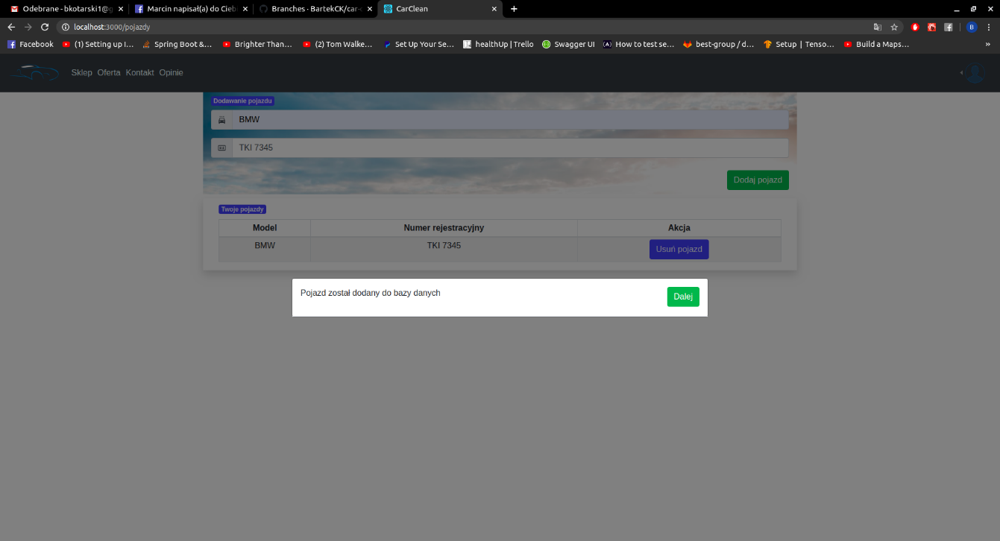 Odebrane - bkotarski1@g
Marcin napisał(a) do Ciebi
Branches · BartekCK/car-c
CarClean
localhost:3000/pojazdy
B
Facebook
(1) Setting up I…
Spring Boot &…
Brighter Than…
(2) Tom Walke…
Set Up Your Se…
healthUp | Trello
Swagger UI
How to test se…
best-group / d…
Setup | Tenso…
Build a Maps…
»
Sklep Oferta Kontakt Opinie
Dodawanie pojazdu
BMW
TKI 7345
Dodaj pojazd
Twoje pojazdy
Model Numer rejestracyjny Akcja
BMW TKI 7345 Usuń pojazd
Pojazd został dodany do bazy danych
Dalej